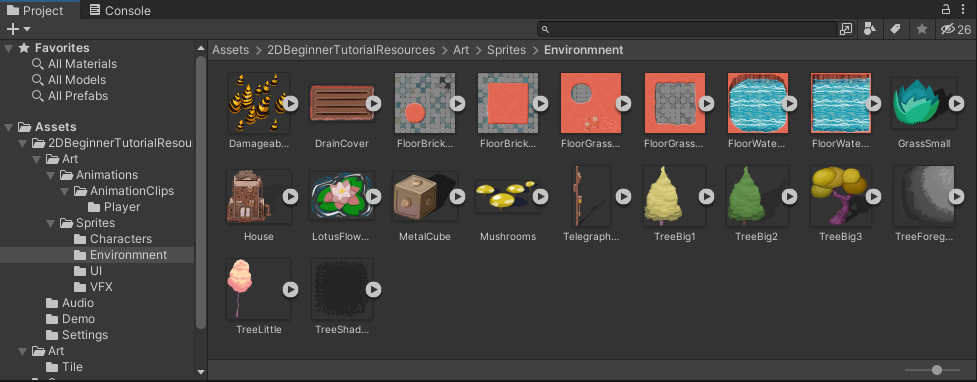 Project
Console
26
Favorites
All Materials
All Models
All Prefabs
Assets
2DBeginnerTutorialResou
Art
Animations
AnimationClips
Player
Sprites
Characters
Environmnent
UI
VFX
Audio
Demo
Settings
Art
Tile
Assets > 2DBeginnerTutorialResources > Art > Sprites > Environmnent
Damageab... DrainCover FloorBrick... FloorBrick... FloorGrass... FloorGrass... FloorWate... FloorWate... GrassSmall
House LotusFlow... MetalCube Mushrooms Telegraph... TreeBig1 TreeBig2 TreeBig3 TreeForeg...
TreeLittle TreeShad...